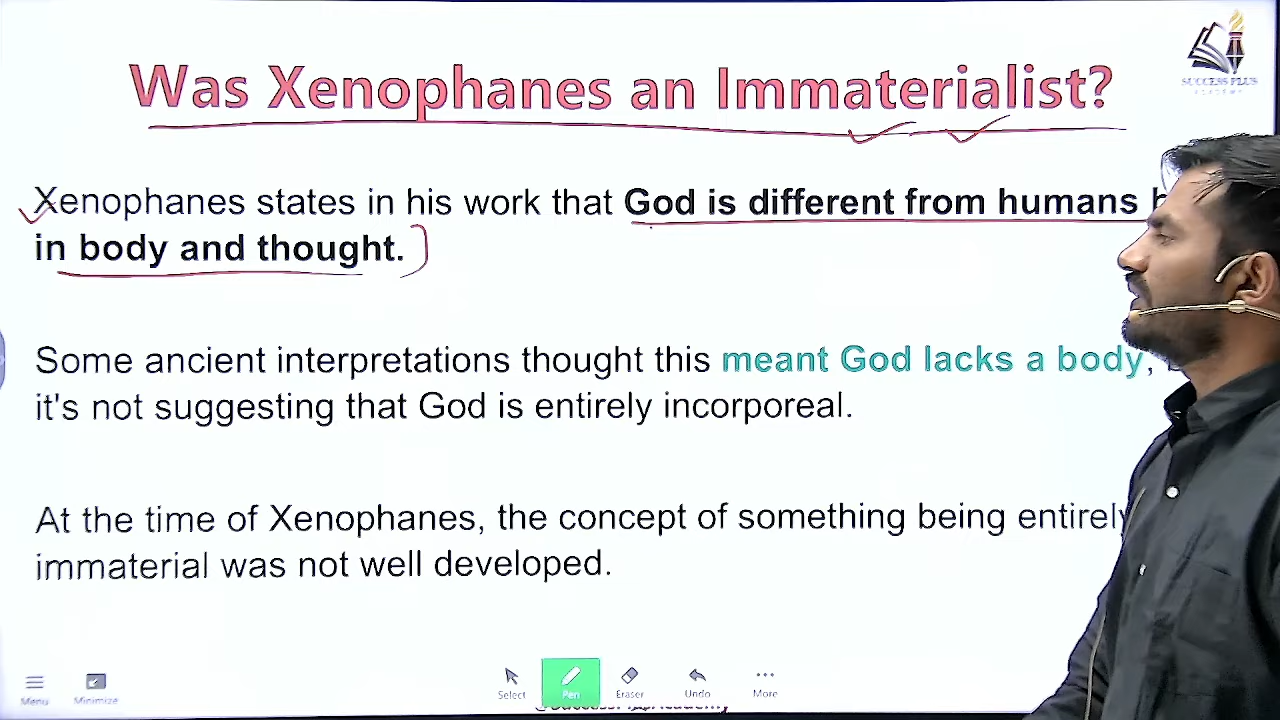 Was Xenophanes an Immaterialist?
SUCCESS PLUS
ACADEMY
Xenophanes states in his work that God is different from humans
in body and thought.
Some ancient interpretations thought this meant God lacks a body,
it's not suggesting that God is entirely incorporeal.
At the time of Xenophanes, the concept of something being entirely
immaterial was not well developed.
Menu
Minimize
Select
Pen
Eraser
Undo
More